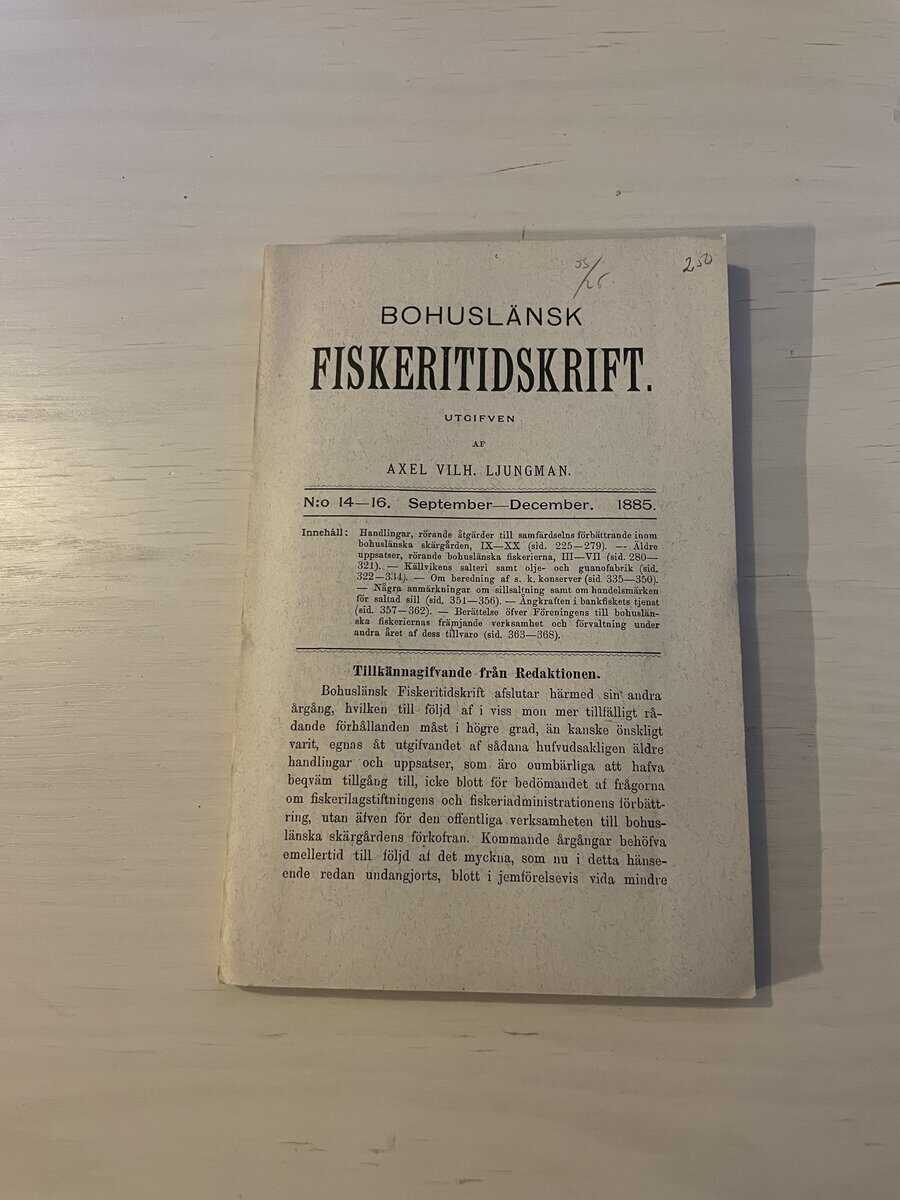 2 50
BOHUSLÄNSK
FISKERITIDSKRIFT.
UTGIFVEN
AF
AXEL VILH. LJUNGMAN.
N:o 14—16. September—December. 1885.
Innehåll: Handlingar, rörande åtgärder till samfärdselns förbättrande inom
bohuslänska skärgården, IX—XX (sid. 225—279). — Äldre
uppsatser, rörande bohuslänska fiskerierna, III—VII (sid. 280—
321). — Källvikens salteri samt olje- och guanofabrik (sid.
322—334). — Om beredning af s. k. konserver (sid. 335—350).
— Några anmärkningar om sillsaltning samt om handelsmärken
för saltad sill (sid. 351—356). — Ångkraften i bankfiskets tjenst
(sid. 357—362). — Berättelse öfver Föreningens till bohuslän-
ska fiskeriernas främjande verksamhet och förvaltning under
andra året af dess tillvaro (sid. 363—368).
Tillkännagifvande från Redaktionen.
Bohuslänsk Fiskeritidskrift afslutar härmed sin andra
årgång, hvilken till följd af i viss mon mer tillfälligt rå-
dande förhållanden måst i högre grad, än kanske önskligt
varit, egnas åt utgifvandet af sådana hufvudsakligen äldre
handlingar och uppsatser, som äro oumbärliga att hafva
beqväm tillgång till, icke blott för bedömandet af frågorna
om fiskerilagstiftningens och fiskeriadministrationens förbätt-
ring, utan äfven för den offentliga verksamheten till bohus-
länska skärgårdens förkofran. Kommande årgångar behöfva
emellertid till följd af det myckna, som nu i detta hänse-
ende redan undangjorts, blott i jemförelsevis vida mindre